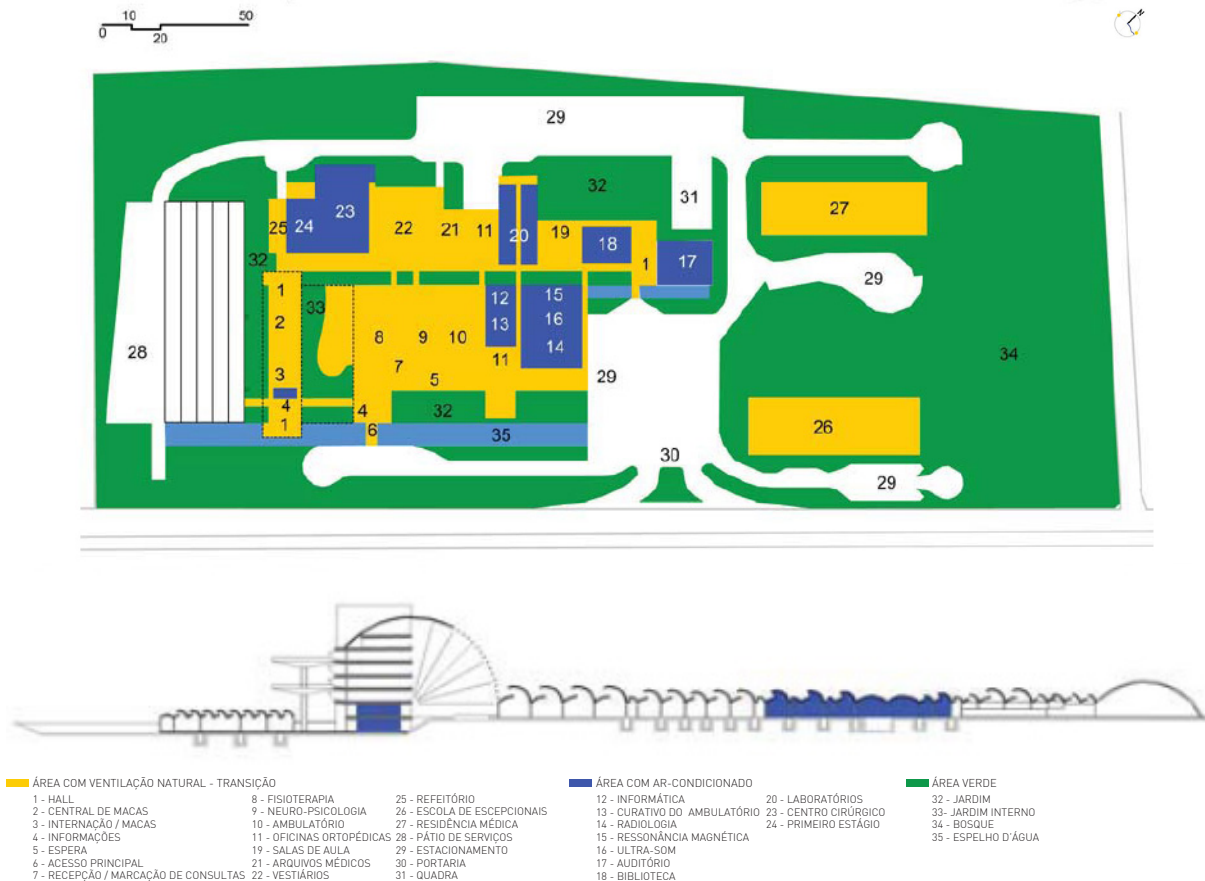 10 50
0 20
N
29
32
31
23
27
25 24
22 21 11 20 19
18
1 17
32
29
1
12 15
33
2
13 16
8 9 10
14
28
11
34
7
3
5
29
4
4 32
26
1 6
35
30
29
ÁREA COM VENTILAÇÃO NATURAL - TRANSIÇÃO
1 - HALL
2 - CENTRAL DE MACAS
3 - INTERNAÇÃO / MACAS
4 - INFORMAÇÕES
5 - ESPERA
6 - ACESSO PRINCIPAL
7 - RECEPÇÃO / MARCAÇÃO DE CONSULTAS
8 - FISIOTERAPIA
9 - NEURO-PSICOLOGIA
10 - AMBULATÓRIO
11 - OFICINAS ORTOPÉDICAS
19 - SALAS DE AULA
21 - ARQUIVOS MÉDICOS
22 - VESTIÁRIOS
25 - REFEITÓRIO
26 - ESCOLA DE ESCEPCIONAIS
27 - RESIDÊNCIA MÉDICA
28 - PÁTIO DE SERVIÇOS
29 - ESTACIONAMENTO
30 - PORTARIA
31 - QUADRA
ÁREA COM AR-CONDICIONADO
12 - INFORMÁTICA
13 - CURATIVO DO AMBULATÓRIO
14 - RADIOLOGIA
15 - RESSONÂNCIA MAGNÉTICA
16 - ULTRA-SOM
17 - AUDITÓRIO
18 - BIBLIOTECA
20 - LABORATÓRIOS
23 - CENTRO CIRÚRGICO
24 - PRIMEIRO ESTÁGIO
ÁREA VERDE
32 - JARDIM
33- JARDIM INTERNO
34 - BOSQUE
35 - ESPELHO D'ÁGUA